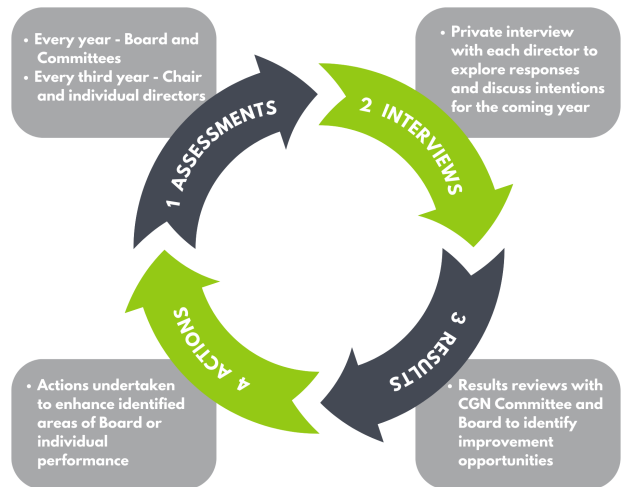 • Every year - Board and
Committees
• Every third year - Chair
and individual directors
• Private interview
with each director to
explore responses
and discuss intentions
for the coming year
1 ASSESSMENTS
2 INTERVIEWS
3 RESULTS
4 ACTIONS
• Actions undertaken
to enhance identified
areas of Board or
individual
performance
• Results reviews with
CGN Committee and
Board to identify
improvement
opportunities